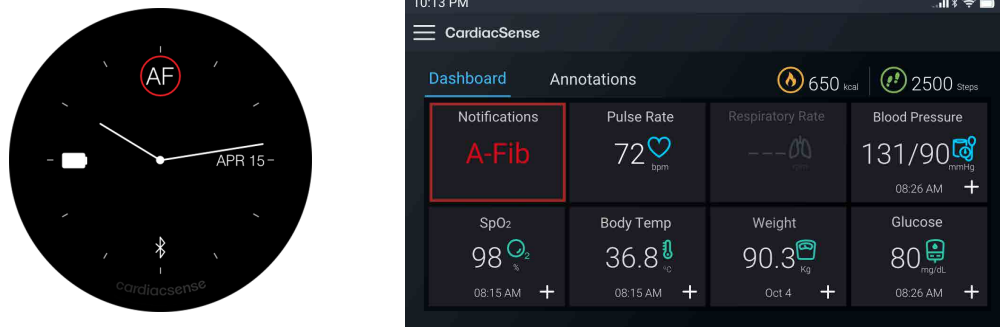 AF
APR 15
cardiacsense
10:13 PM
CardiacSense
Dashboard Annotations 650 kcal 2500 Steps
Notifications Pulse Rate Respiratory Rate Blood Pressure
A-Fib 72 bpm --- 131/90 mmHg
08:26 AM +
SpO2 Body Temp Weight Glucose
98 % O2 36.8 °C 90.3 Kg 80 mg/dL
08:15 AM + 08:15 AM + Oct 4 + 08:26 AM +